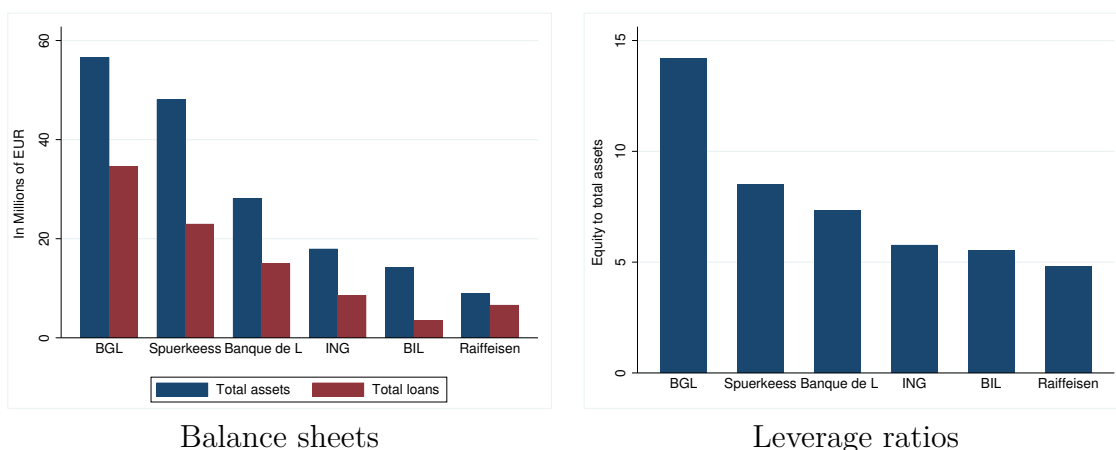 In Millions of EUR
60
40
20
0
BGL Spuerkeess Banque de L ING BIL Raiffeisen
Total assets Total loans
Balance sheets
Equity to total assets
15
10
5
0
BGL Spuerkeess Banque de L ING BIL Raiffeisen
Leverage ratios